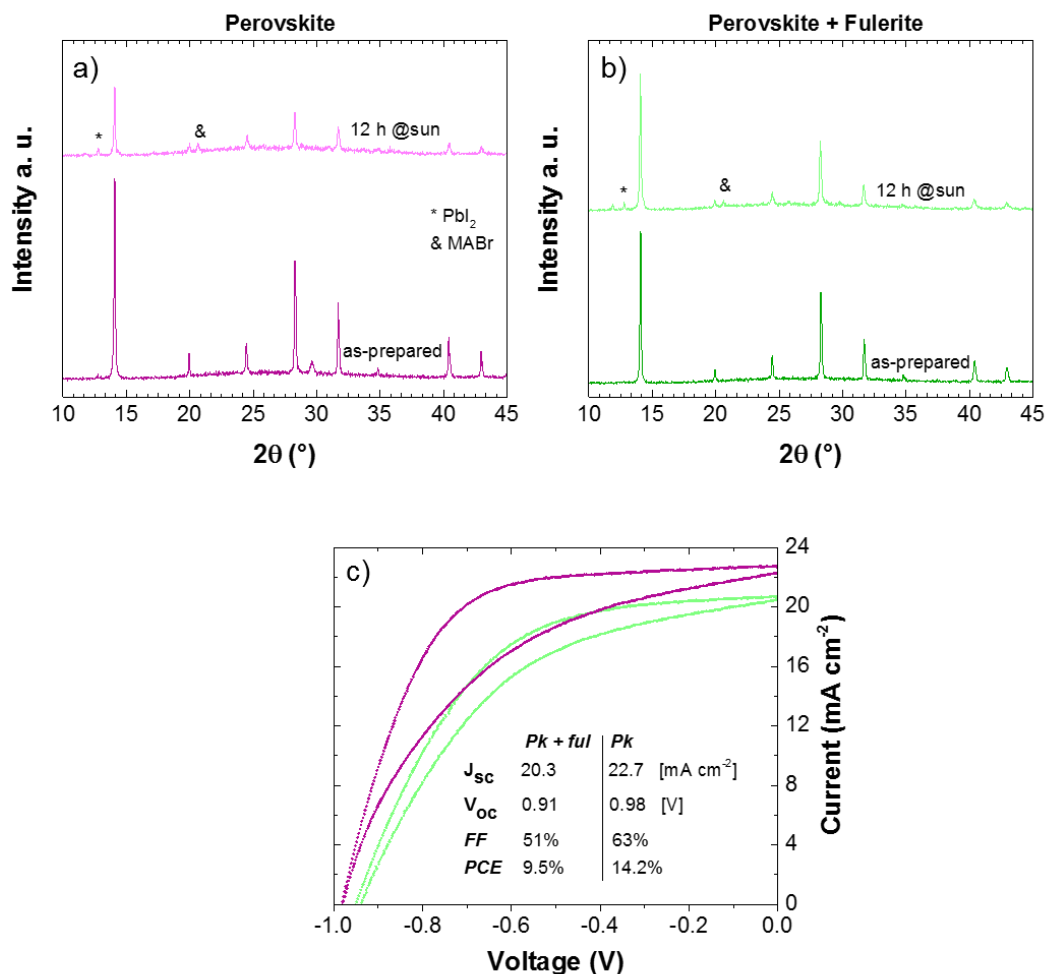 Perovskite
Perovskite + Fulerite
a)
*
&
12 h @sun
* PbI2
& MABr
as-prepared
Intensity a. u.
10 15 20 25 30 35 40 45
2θ (°)
b)
*
&
12 h @sun
as-prepared
Intensity a. u.
10 15 20 25 30 35 40 45
2θ (°)
c)
24
20
16
12
8
4
0
Current (mA cm-2)
Pk + ful Pk
Jsc 20.3 22.7 [mA cm-2]
Voc 0.91 0.98 [V]
FF 51% 63%
PCE 9.5% 14.2%
-1.0 -0.8 -0.6 -0.4 -0.2 0.0
Voltage (V)